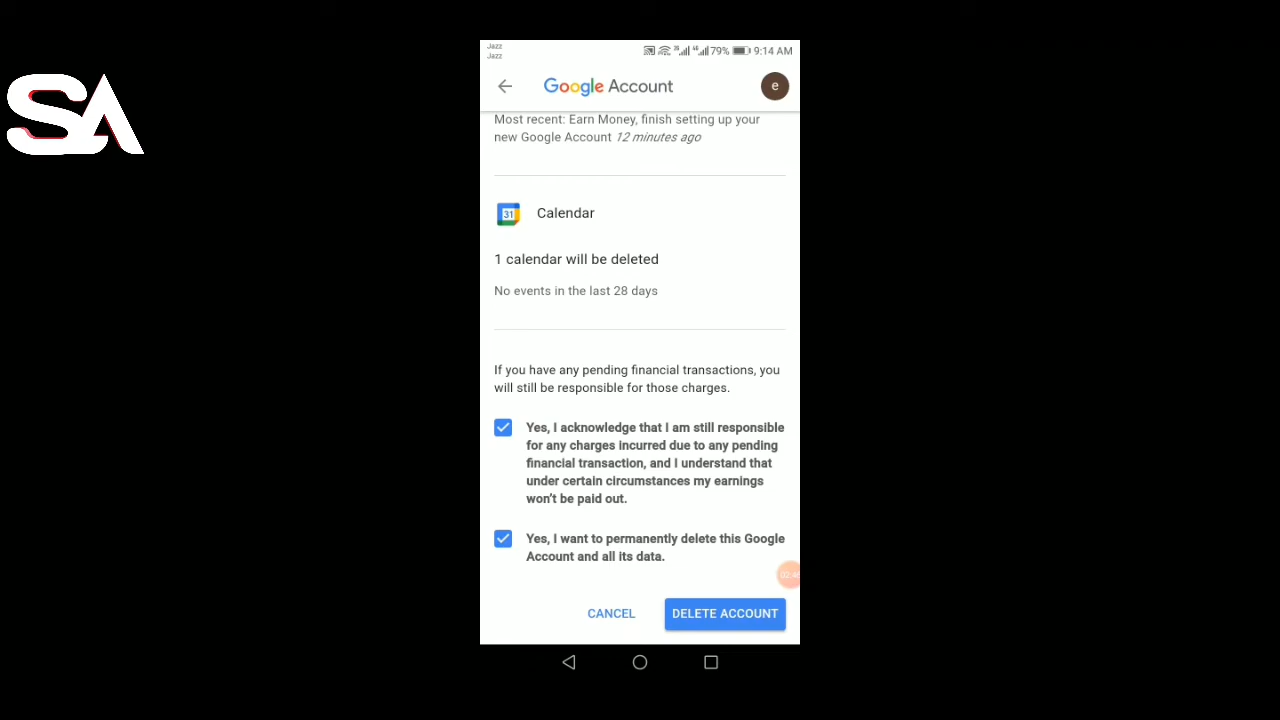 Jazz
Jazz
79% 9:14 AM
SA
Google Account
e
Most recent: Earn Money, finish setting up your
new Google Account 12 minutes ago
31
Calendar
1 calendar will be deleted
No events in the last 28 days
If you have any pending financial transactions, you
will still be responsible for those charges.
Yes, I acknowledge that I am still responsible
for any charges incurred due to any pending
financial transaction, and I understand that
under certain circumstances my earnings
won't be paid out.
Yes, I want to permanently delete this Google
Account and all its data.
CANCEL
DELETE ACCOUNT